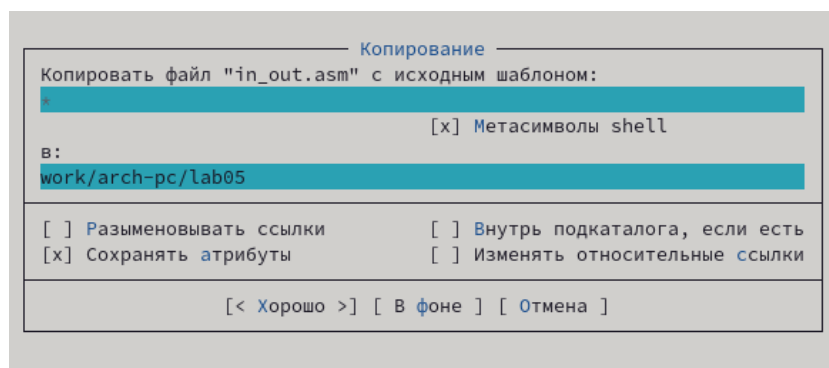 Копирование
Копировать файл "in_out.asm" с исходным шаблоном:
*
[x] Метасимволы shell
в:
work/arch-pc/lab05
[ ] Разыменовывать ссылки [ ] Внутрь подкаталога, если есть
[x] Сохранять атрибуты [ ] Изменять относительные ссылки
[< Хорошо >] [ В фоне ] [ Отмена ]